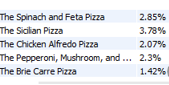 The Spinach and Feta Pizza 2.85%
The Sicilian Pizza 3.78%
The Chicken Alfredo Pizza 2.07%
The Pepperoni, Mushroom, and ... 2.3%
The Brie Carre Pizza 1.42%